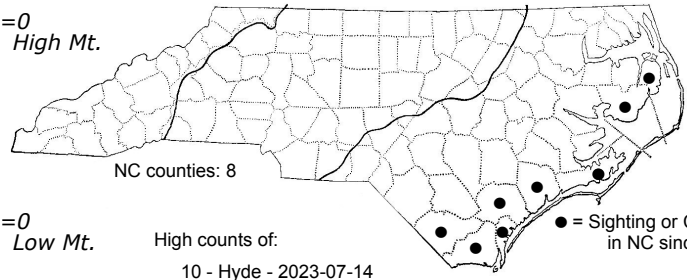 =0
High Mt.
NC counties: 8
=0
Low Mt.
High counts of:
10 - Hyde - 2023-07-14
● = Sighting or
in NC